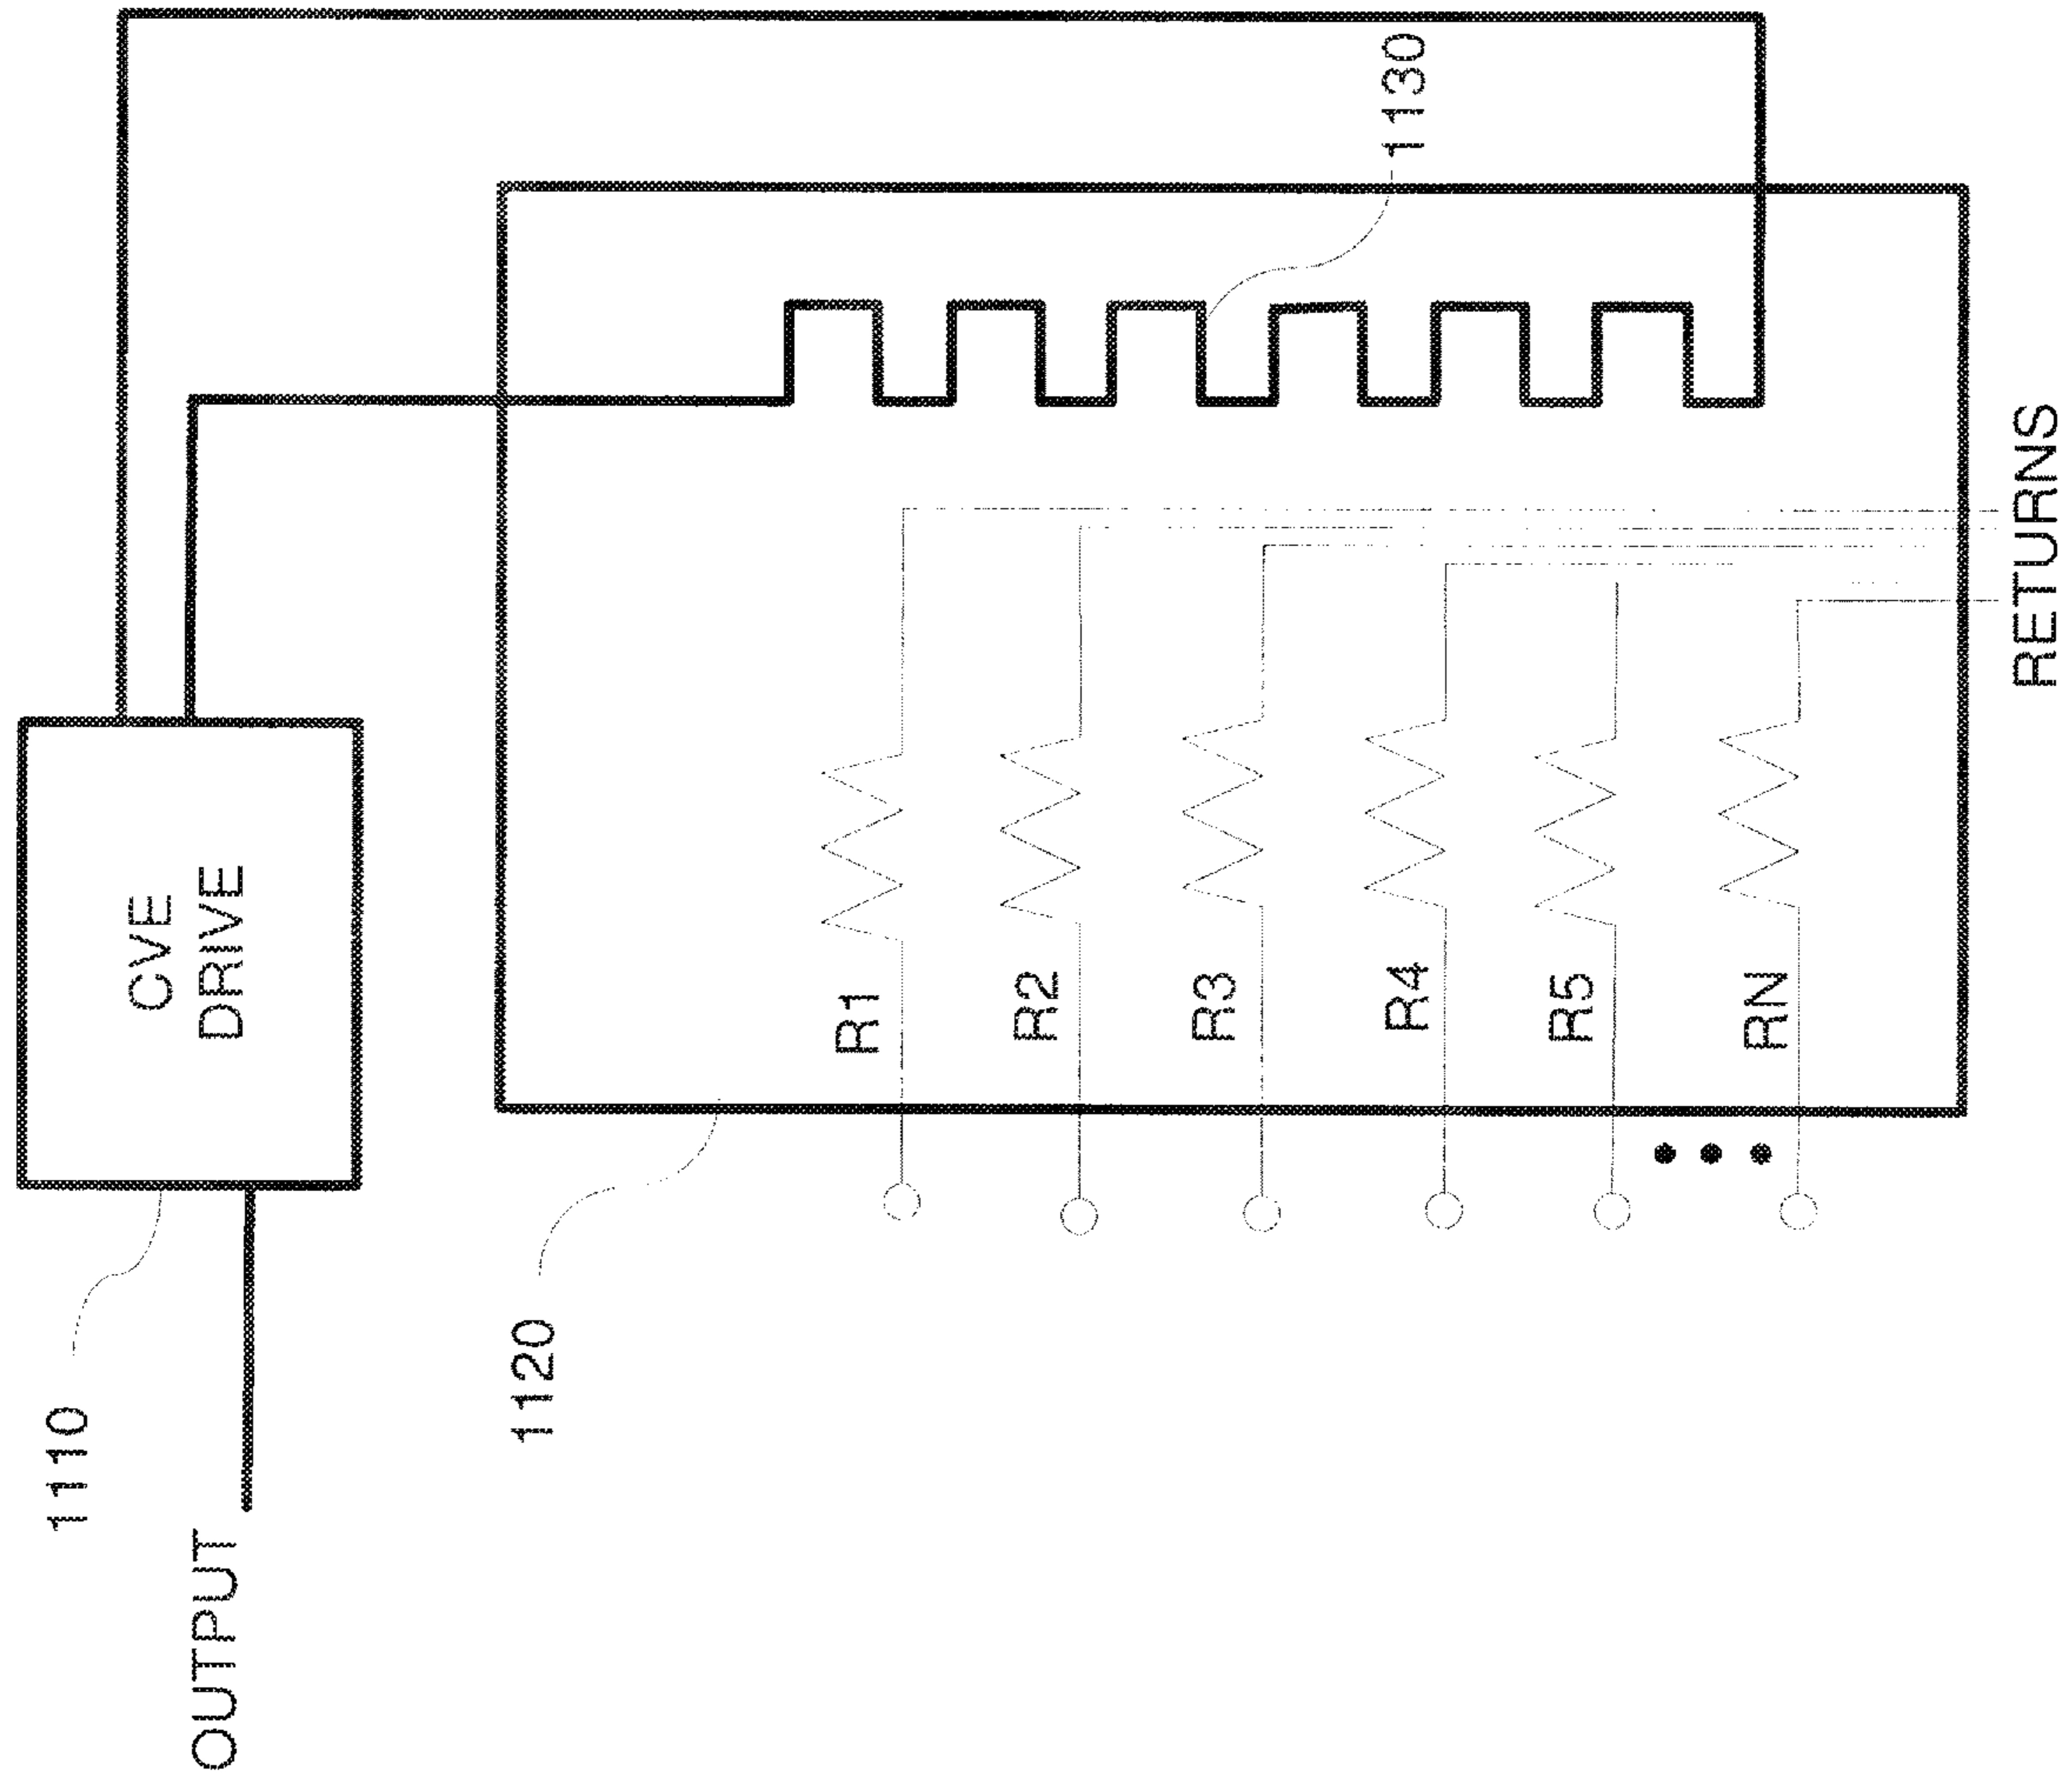 OUTPUT
1110
CVE
DRIVE
1120
1130
R1
R2
R3
R4
R5
RN
RETURNS